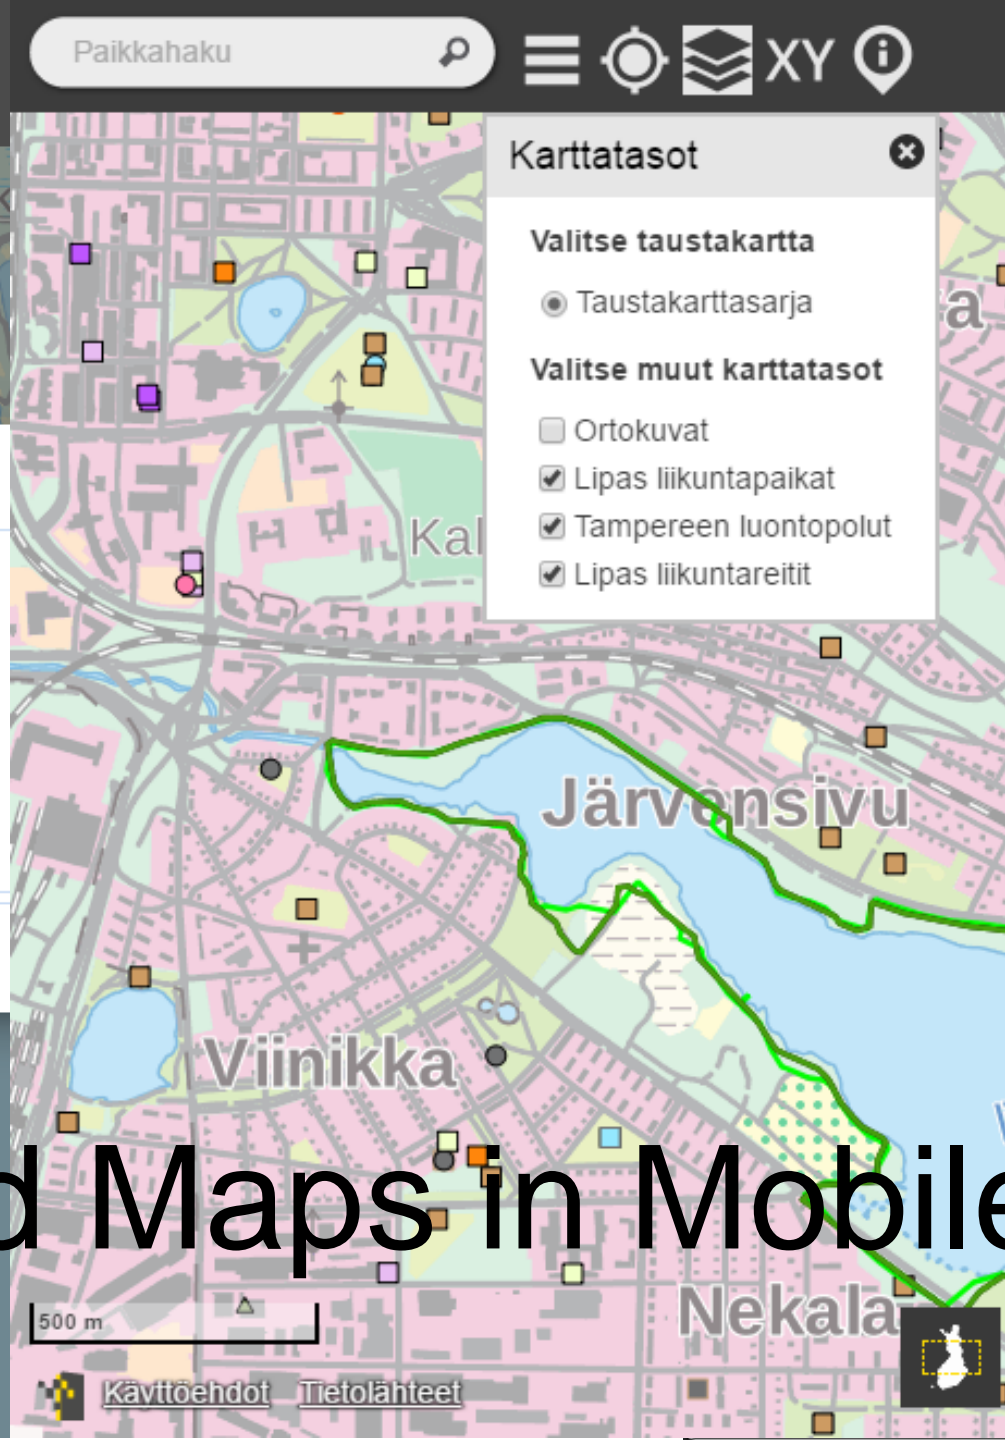 Paikkahaku
XY
Karttatasot
Valitse taustakartta
Taustakarttasarja
Valitse muut karttatasot
Ortokuvat
Lipas liikuntapaikat
Tampereen luontopolut
Lipas liikuntareitit
a
Kal
Järvensivu
Viinikka
d Maps in Mobile
Nekala
500 m
Käyttöehdot Tietolähteet